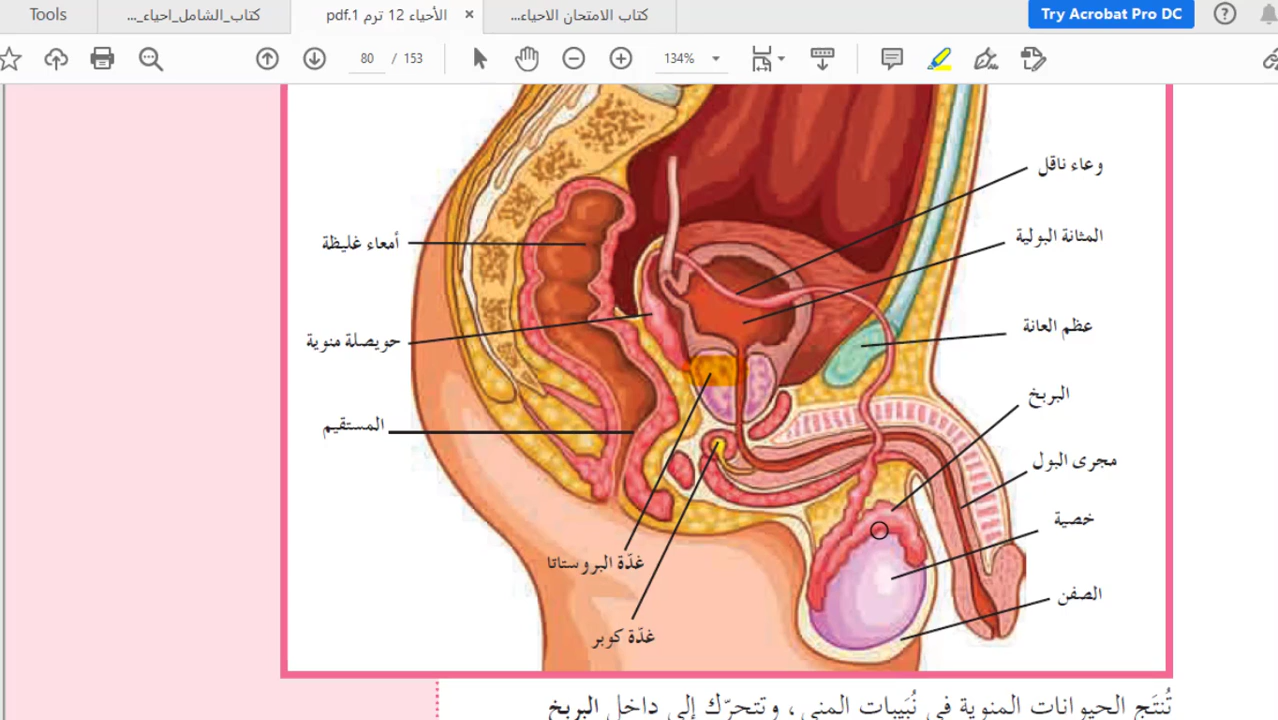 Tools
كتاب_الشامل_احياء_...
الأحياء 12 ترم 1.pdf
كتاب الامتحان الاحياء...
Try Acrobat Pro DC
80 / 153
134%
وعاء ناقل
المثانة البولية
أمعاء غليظة
عظم العانة
حويصلة منوية
البربخ
المستقيم
مجرى البول
خصية
غدّة البروستاتا
الصفن
غدّة كوبر
تُنتَج الحيوانات المنوية في نُبَيبات المني، وتتحرّك إلى داخل البربخ